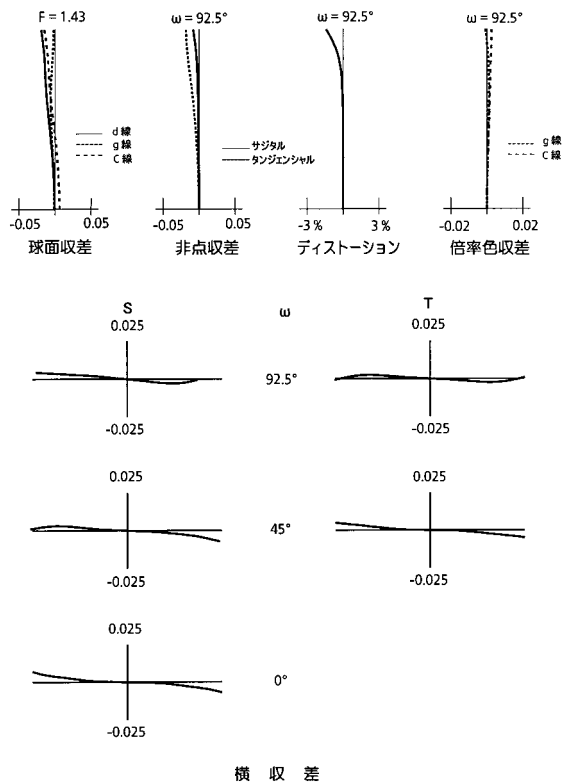 F = 1.43
ω = 92.5°
ω = 92.5°
ω = 92.5°
d 線
g 線
C 線
サジタル
タンジェンシャル
g 線
C 線
-0.05 0.05
-0.05 0.05
-3 % 3 %
-0.02 0.02
球面収差
非点収差
ディストーション
倍率色収差
S ω T
0.025 0.025
92.5°
-0.025 -0.025
0.025 0.025
45°
-0.025 -0.025
0.025
0°
-0.025
横 収 差